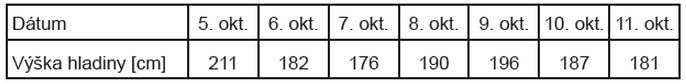 Dátum 5. okt. 6. okt. 7. okt. 8. okt. 9. okt. 10. okt. 11. okt.
Výška hladiny [cm] 211 182 176 190 196 187 181